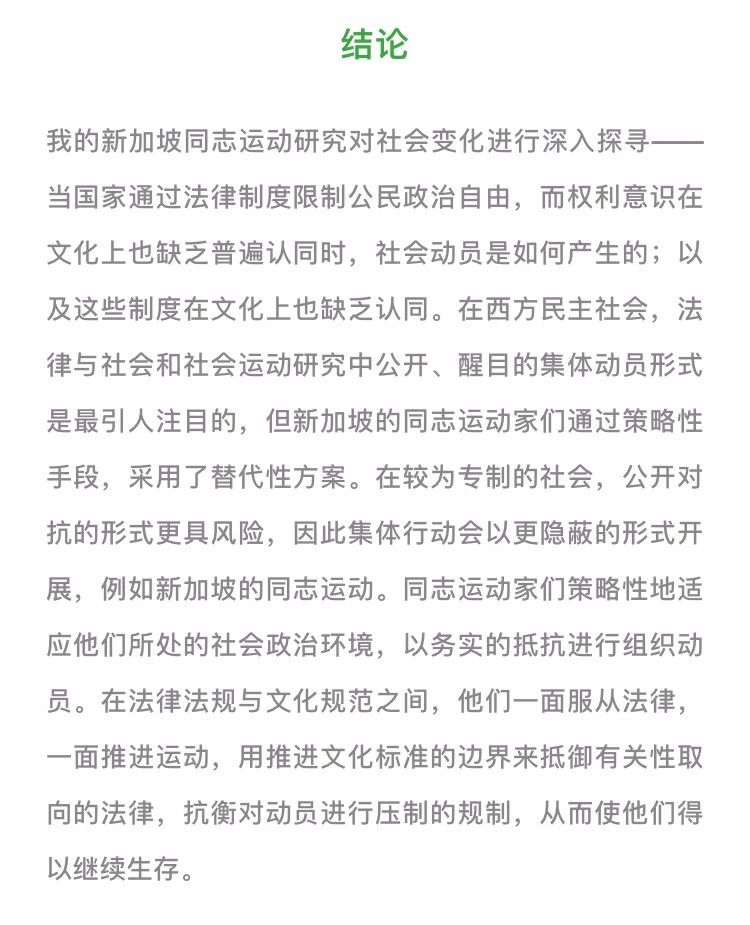 结论
我的新加坡同志运动研究对社会变化进行深入探寻——
当国家通过法律制度限制公民政治自由，而权利意识在
文化上也缺乏普遍认同时，社会动员是如何产生的；以
及这些制度在文化上也缺乏认同。在西方民主社会，法
律与社会和社会运动研究中公开、醒目的集体动员形式
是最引人注目的，但新加坡的同志运动家们通过策略性
手段，采用了替代性方案。在较为专制的社会，公开对
抗的形式更具风险，因此集体行动会以更隐蔽的形式开
展，例如新加坡的同志运动。同志运动家们策略性地适
应他们所处的社会政治环境，以务实的抵抗进行组织动
员。在法律法规与文化规范之间，他们一面服从法律，
一面推进运动，用推进文化标准的边界来抵御有关性取
向的法律，抗衡对动员进行压制的规制，从而使他们得
以继续生存。